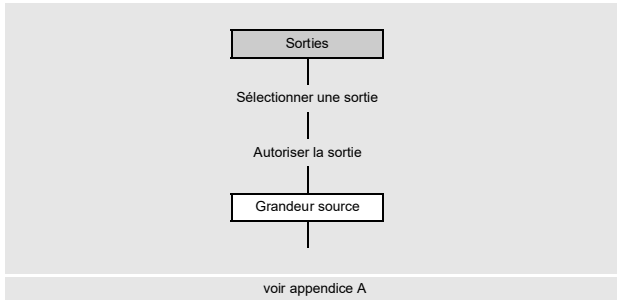 Sorties
Sélectionner une sortie
Autoriser la sortie
Grandeur source
voir appendice A